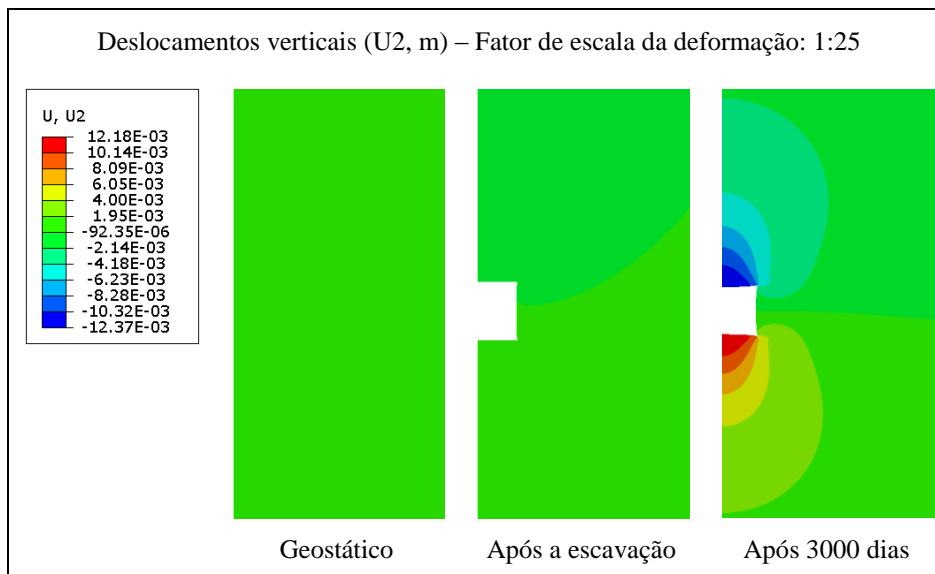 Deslocamentos verticais (U2, m) – Fator de escala da deformação: 1:25
U, U2
12.18E-03
10.14E-03
8.09E-03
6.05E-03
4.00E-03
1.95E-03
-92.35E-06
-2.14E-03
-4.18E-03
-6.23E-03
-8.28E-03
-10.32E-03
-12.37E-03
Geostático Após a escavação Após 3000 dias